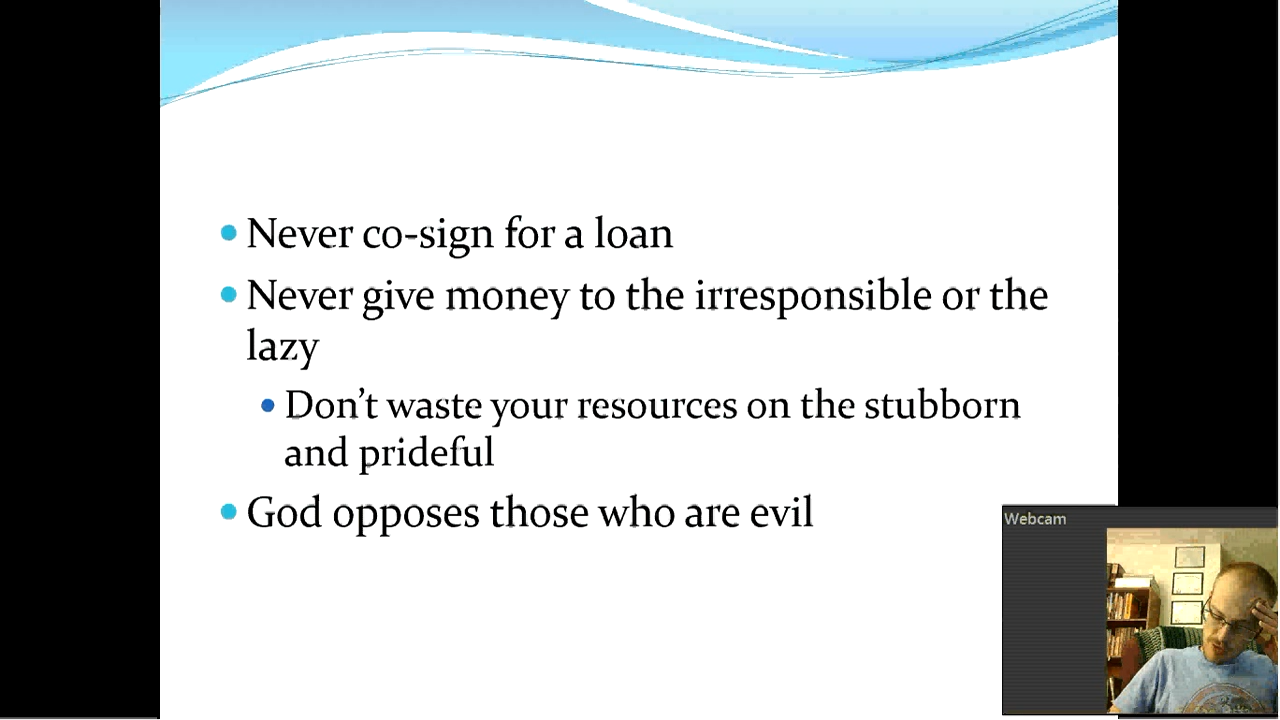 Never co-sign for a loan
Never give money to the irresponsible or the
lazy
Don't waste your resources on the stubborn
and prideful
God opposes those who are evil
Webcam